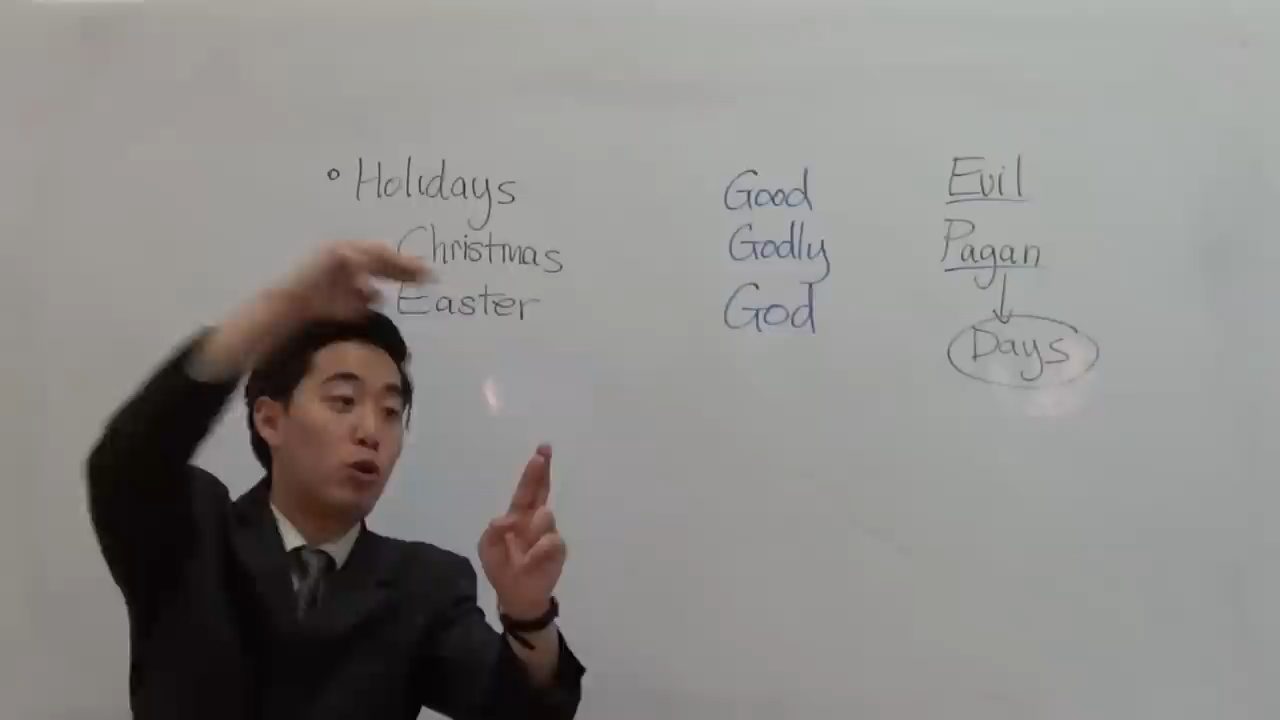 Holidays
Christmas
Easter
Good
Godly
God
Evil
Pagan
Days